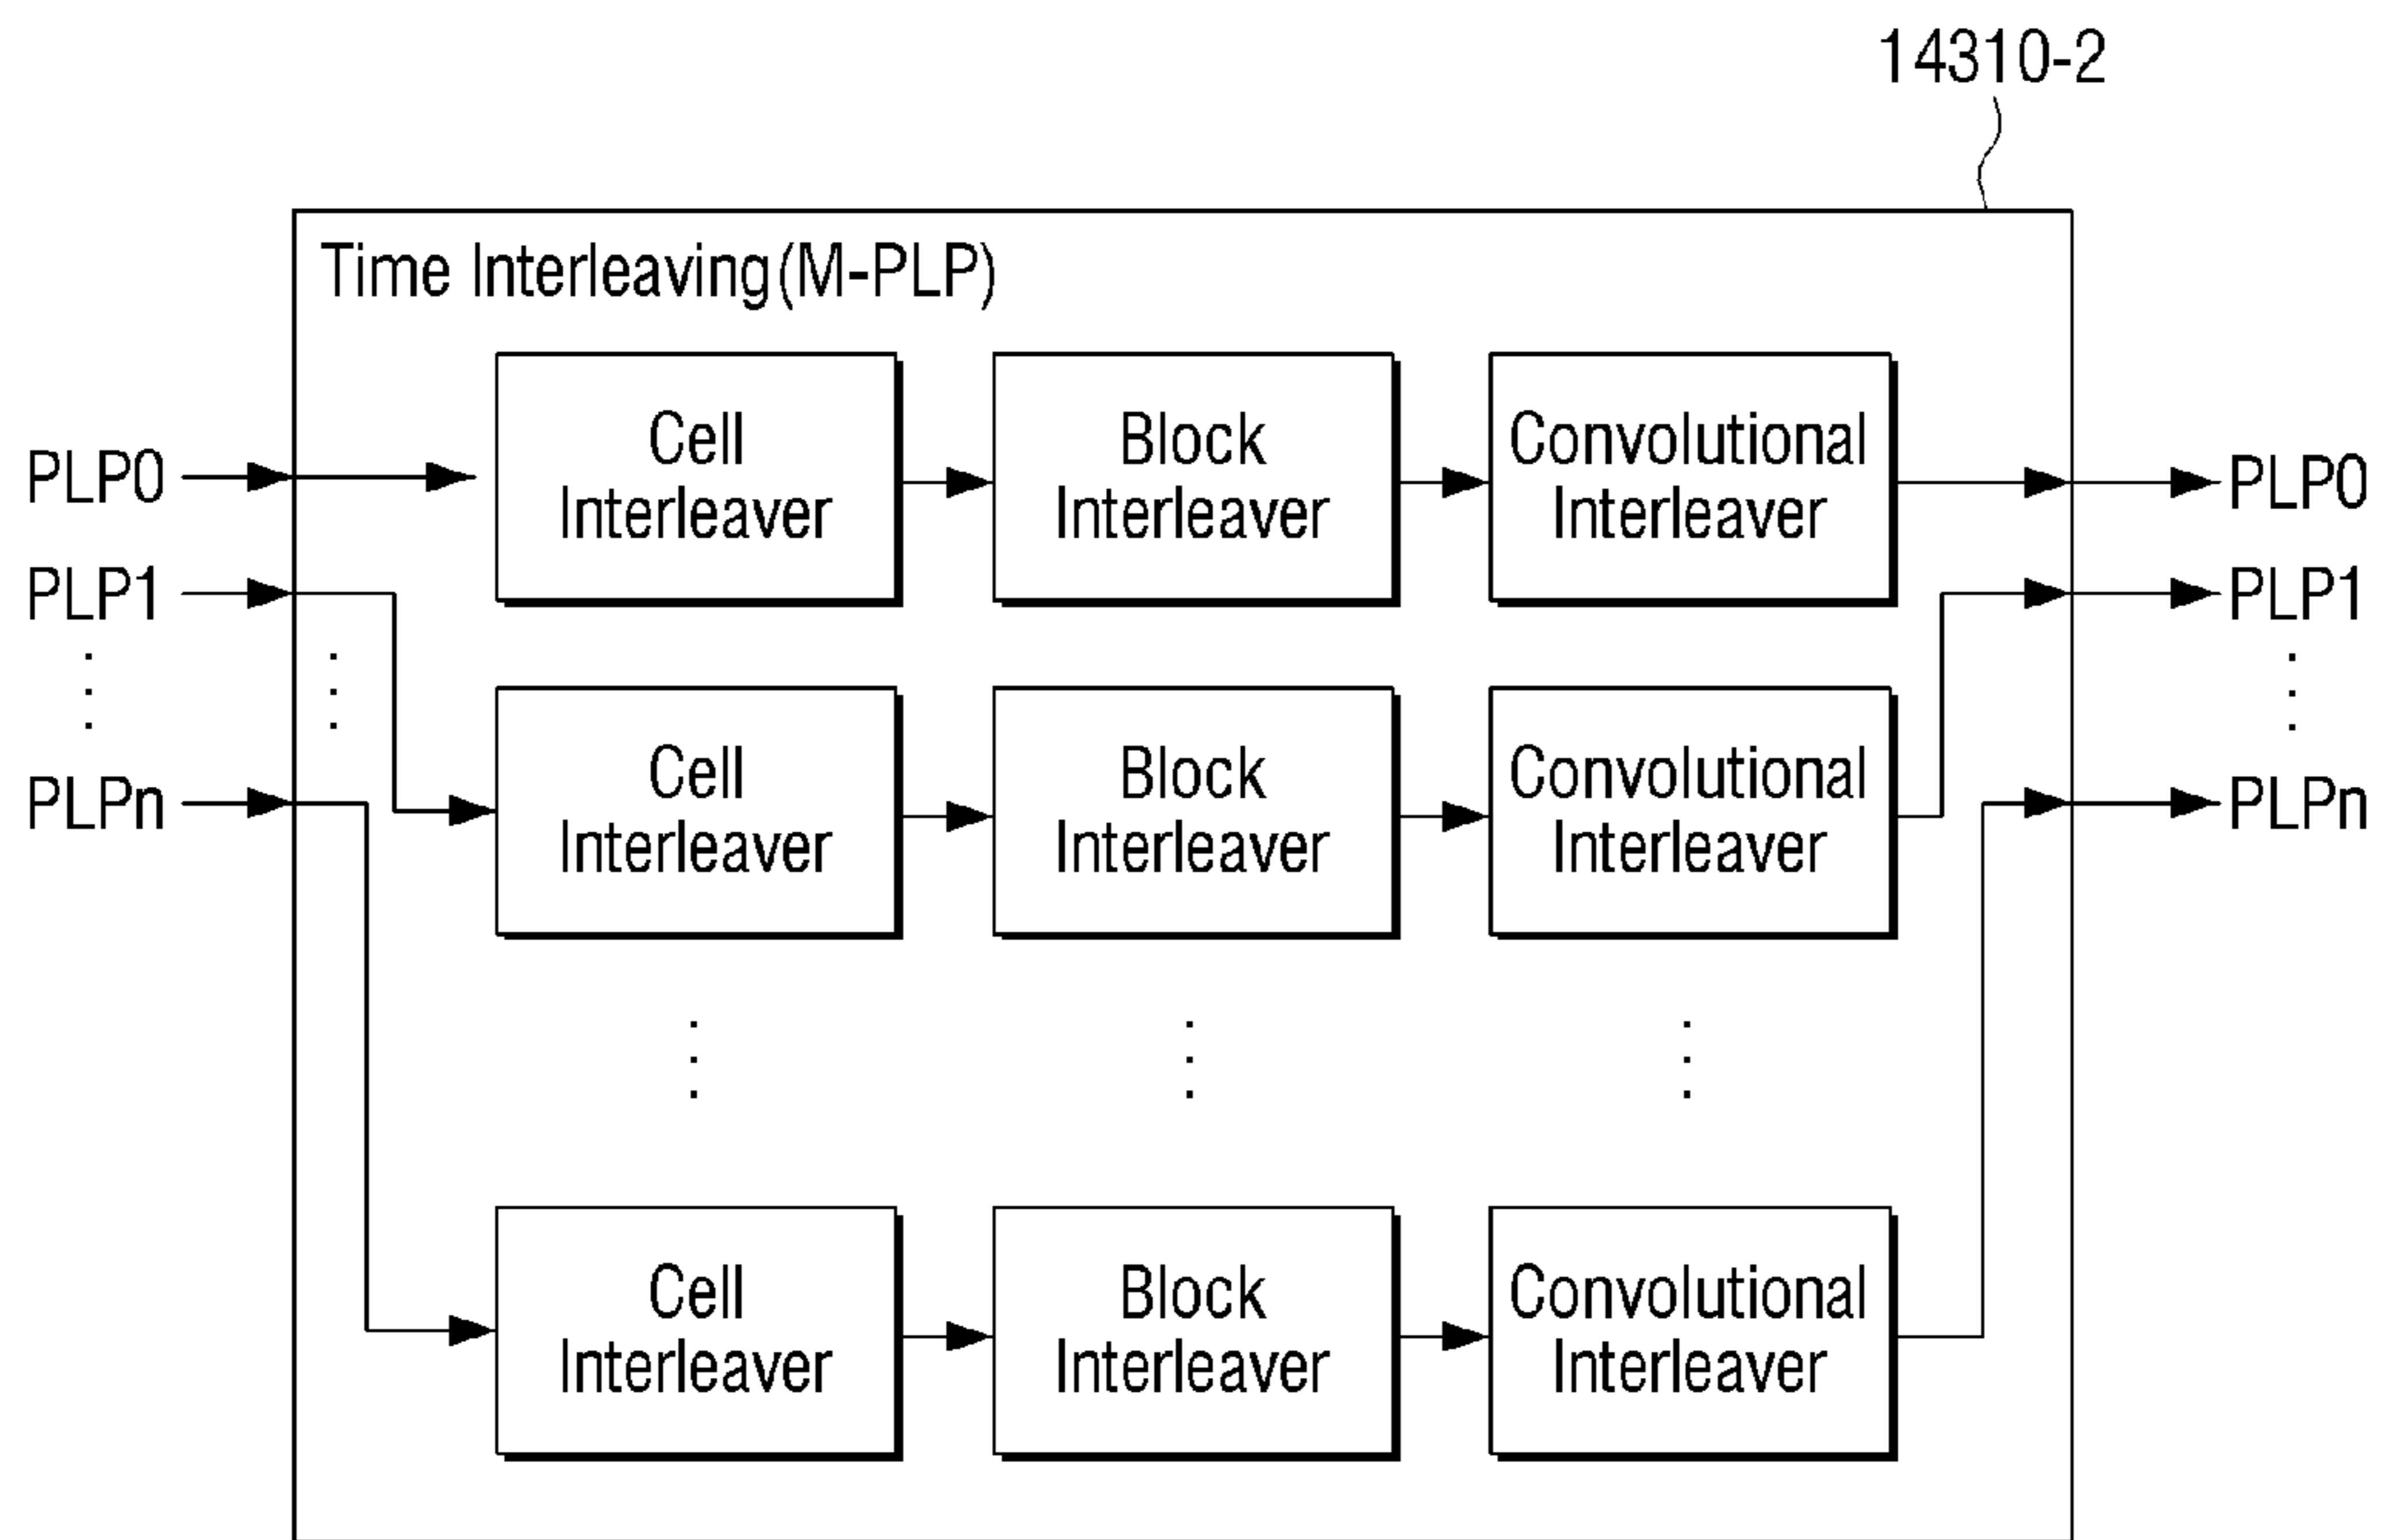 14310-2
Time Interleaving(M-PLP)
Cell
Interleaver
Block
Interleaver
Convolutional
Interleaver
PLP0
PLP0
PLP1
PLP1
PLPn
PLPn
Cell
Interleaver
Block
Interleaver
Convolutional
Interleaver
Cell
Interleaver
Block
Interleaver
Convolutional
Interleaver